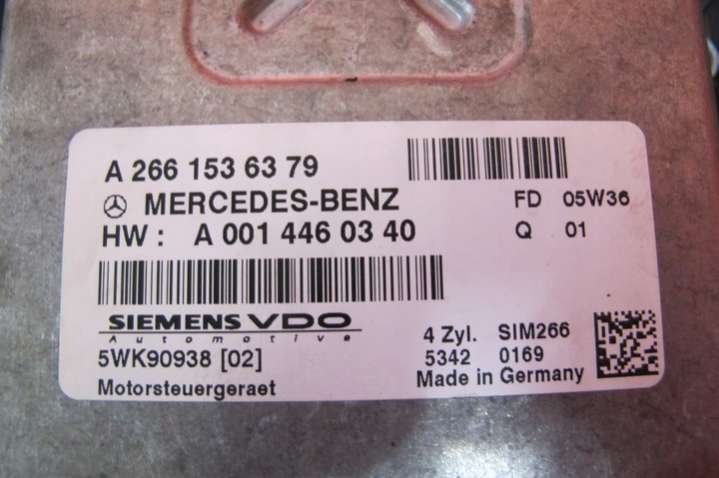 A 266 153 63 79
MERCEDES-BENZ
FD 05W36
HW : A 001 446 03 40
Q 01
SIEMENS VDO
Automotive
5WK90938 [02]
Motorsteuergeraet
4 Zyl. SIM266
5342 0169
Made in Germany